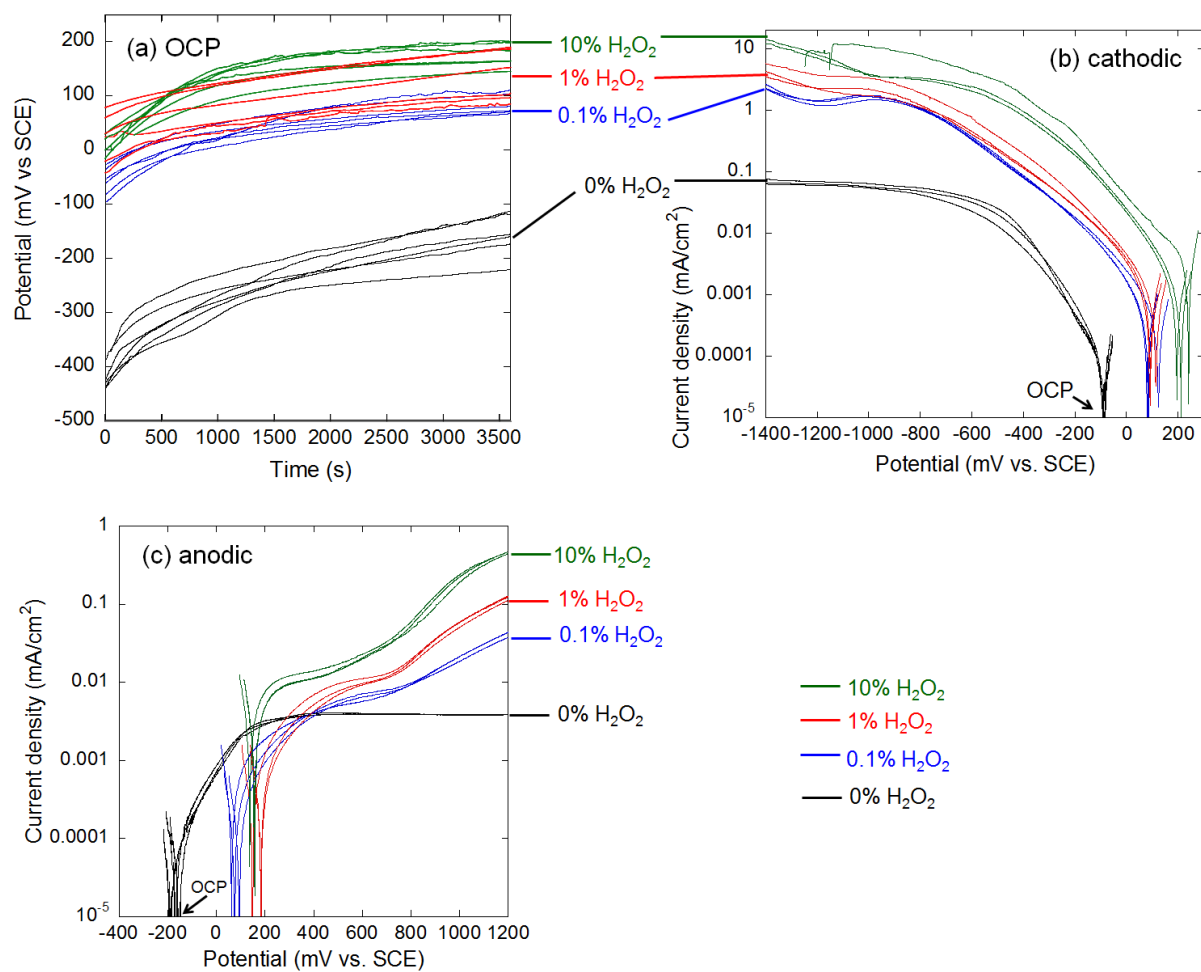 (a) OCP
Potential (mV vs SCE)
200
100
0
-100
-200
-300
-400
-500
0 500 1000 1500 2000 2500 3000 3500
Time (s)
10% H₂O₂
1% H₂O₂
0.1% H₂O₂
0% H₂O₂
(b) cathodic
Current density (mA/cm²)
10
1
0.1
0.01
0.001
0.0001
10⁻⁵
OCP
-1400 -1200 -1000 -800 -600 -400 -200 0 200
Potential (mV vs. SCE)
(c) anodic
Current density (mA/cm²)
1
0.1
0.01
0.001
0.0001
10⁻⁵
OCP
-400 -200 0 200 400 600 800 1000 1200
Potential (mV vs. SCE)
10% H₂O₂
1% H₂O₂
0.1% H₂O₂
0% H₂O₂
10% H₂O₂
1% H₂O₂
0.1% H₂O₂
0% H₂O₂